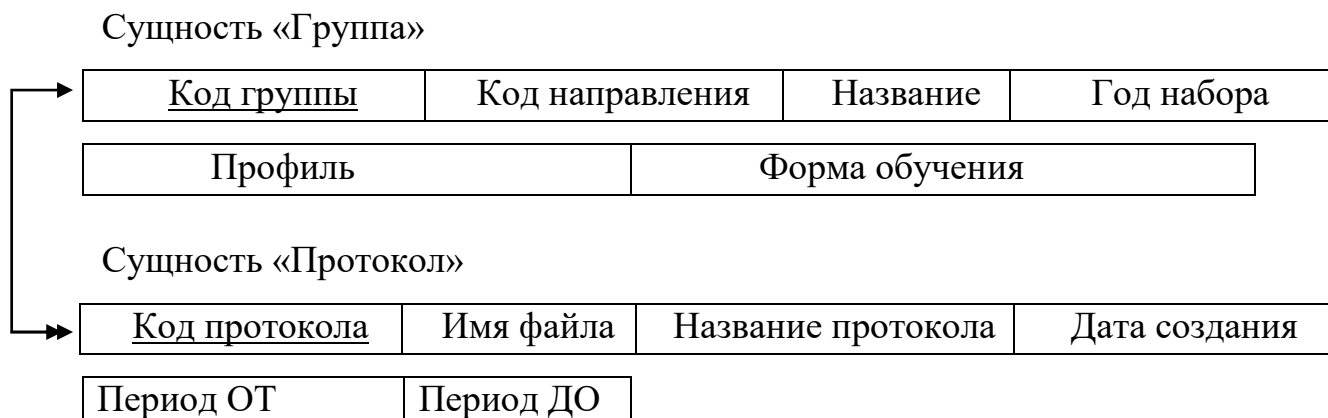 Сущность «Группа»
Код группы Код направления Название Год набора
Профиль Форма обучения
Сущность «Протокол»
Код протокола Имя файла Название протокола Дата создания
Период ОТ Период ДО